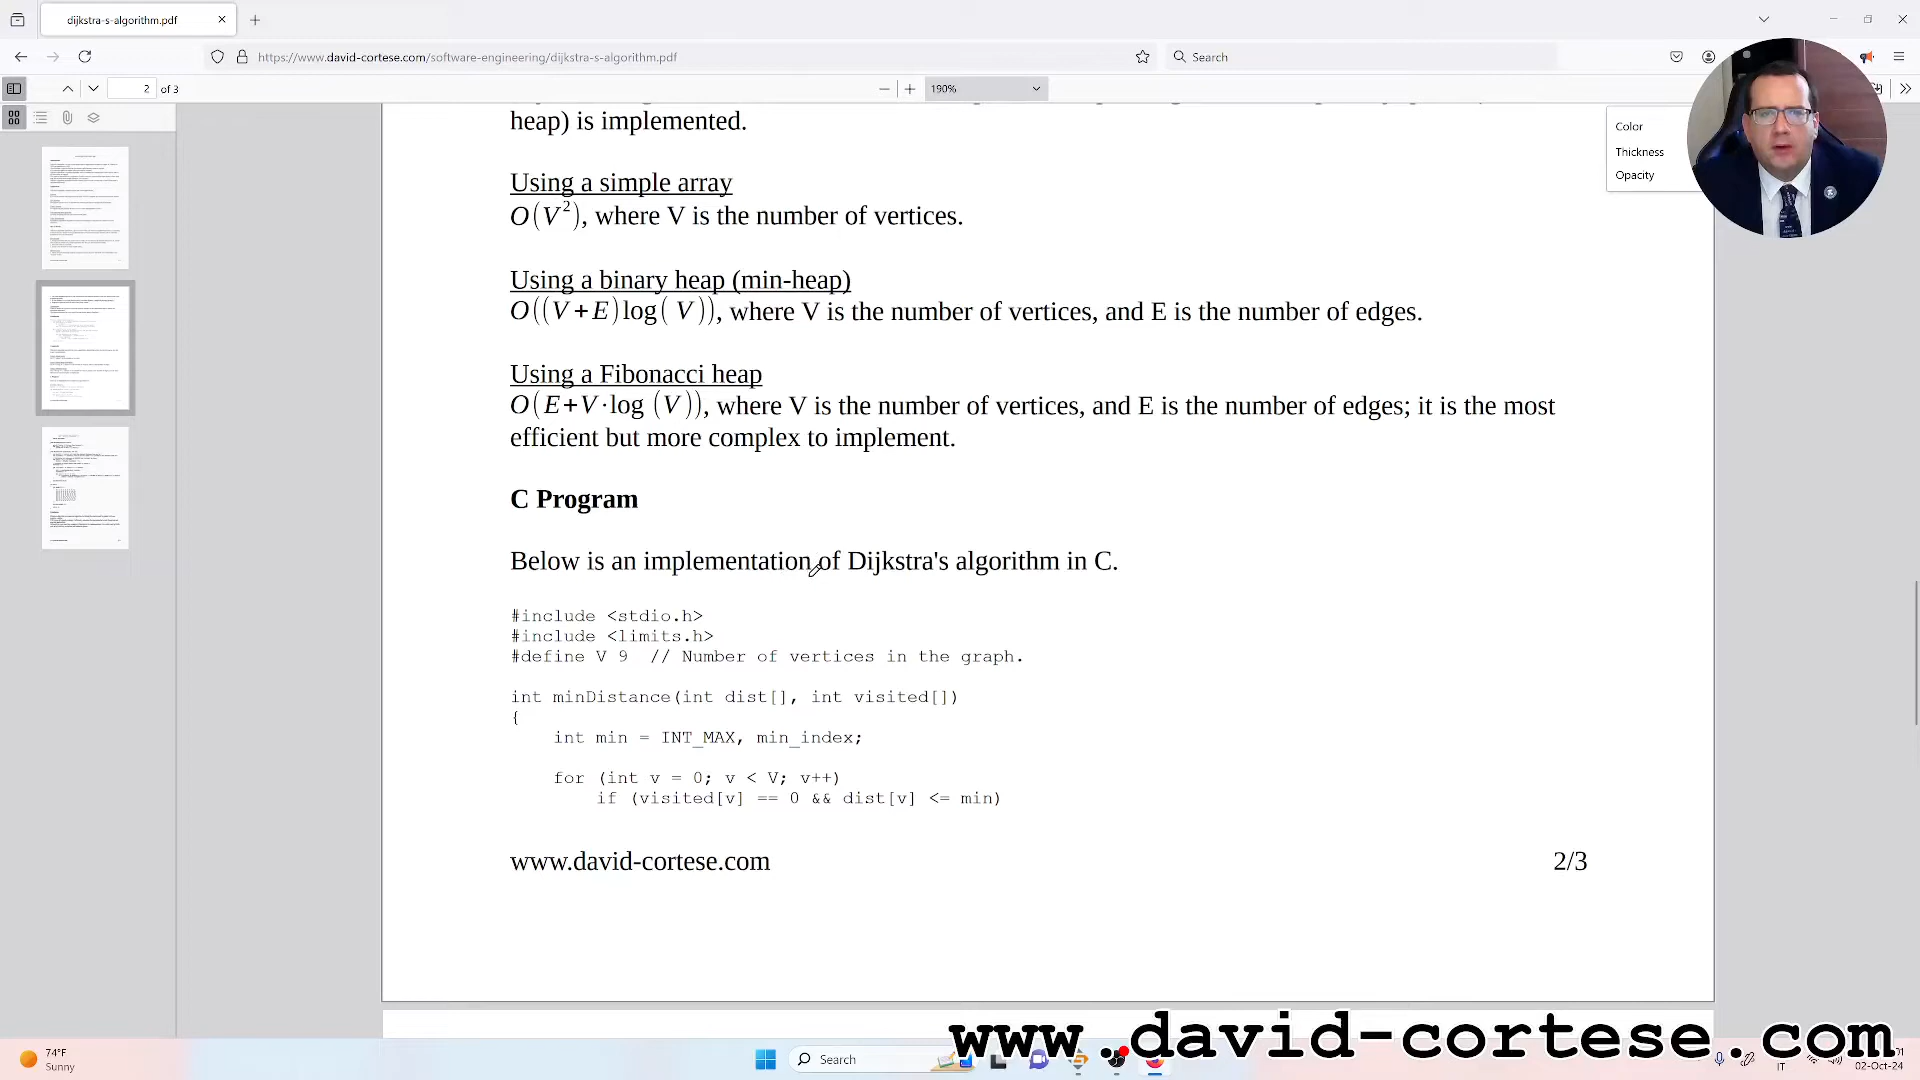 dijkstra-s-algorithm.pdf
https://www.david-cortese.com/software-engineering/dijkstra-s-algorithm.pdf
Search
2 of 3
190%
Color
Thickness
Opacity
heap) is implemented.
Using a simple array
O(V²), where V is the number of vertices.
Using a binary heap (min-heap)
O((V+E)log( V)), where V is the number of vertices, and E is the number of edges.
Using a Fibonacci heap
O(E+V·log (V)), where V is the number of vertices, and E is the number of edges; it is the most
efficient but more complex to implement.
C Program
Below is an implementation of Dijkstra's algorithm in C.
#include <stdio.h>
#include <limits.h>
#define V 9  // Number of vertices in the graph.
int minDistance(int dist[], int visited[])
{
    int min = INT_MAX, min_index;
    for (int v = 0; v < V; v++)
        if (visited[v] == 0 && dist[v] <= min)
www.david-cortese.com 2/3
www.david-cortese.com
74°F
Sunny
Search
IT
02-Oct-24